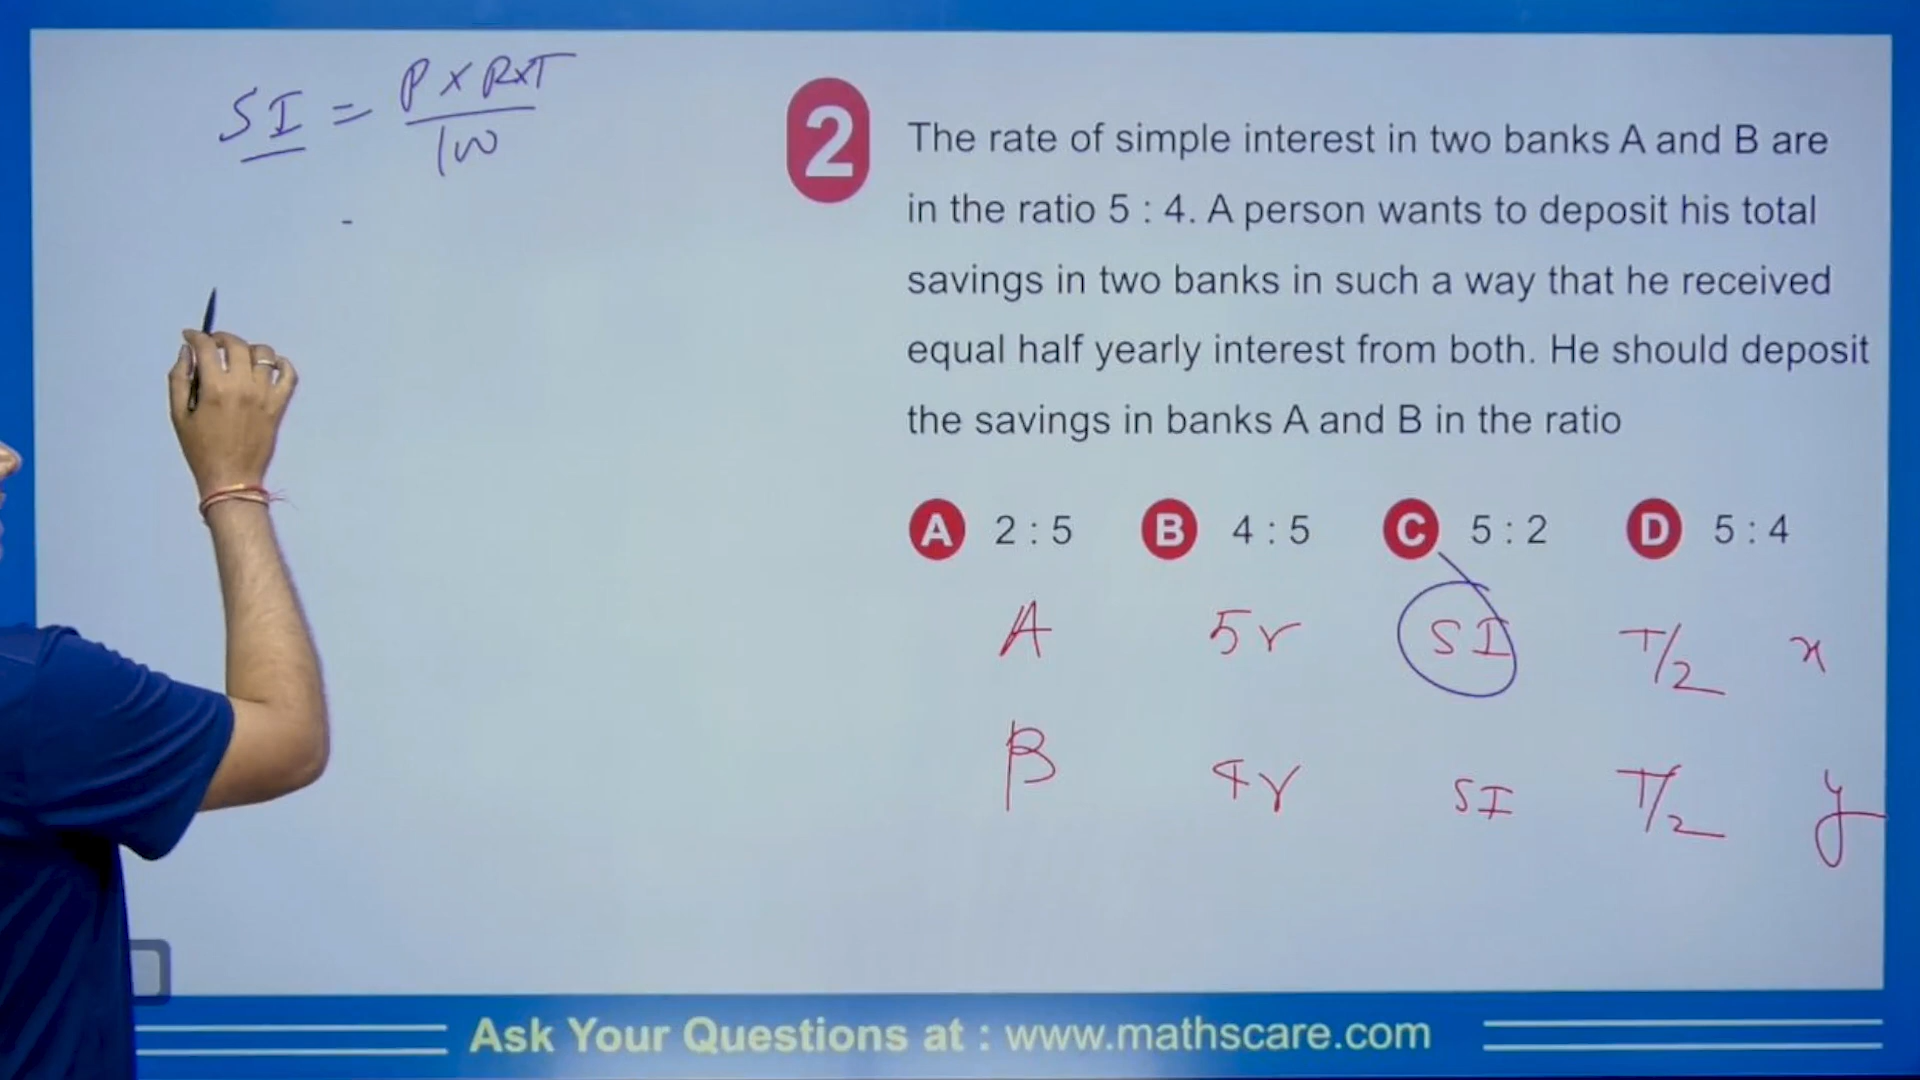 SI = P × R×T
100
2
The rate of simple interest in two banks A and B are
in the ratio 5 : 4. A person wants to deposit his total
savings in two banks in such a way that he received
equal half yearly interest from both. He should deposit
the savings in banks A and B in the ratio
A 2 : 5 B 4 : 5 C 5 : 2 D 5 : 4
A 5r SI T/2 x
B 4r SI T/2 y
Ask Your Questions at : www.mathscare.com